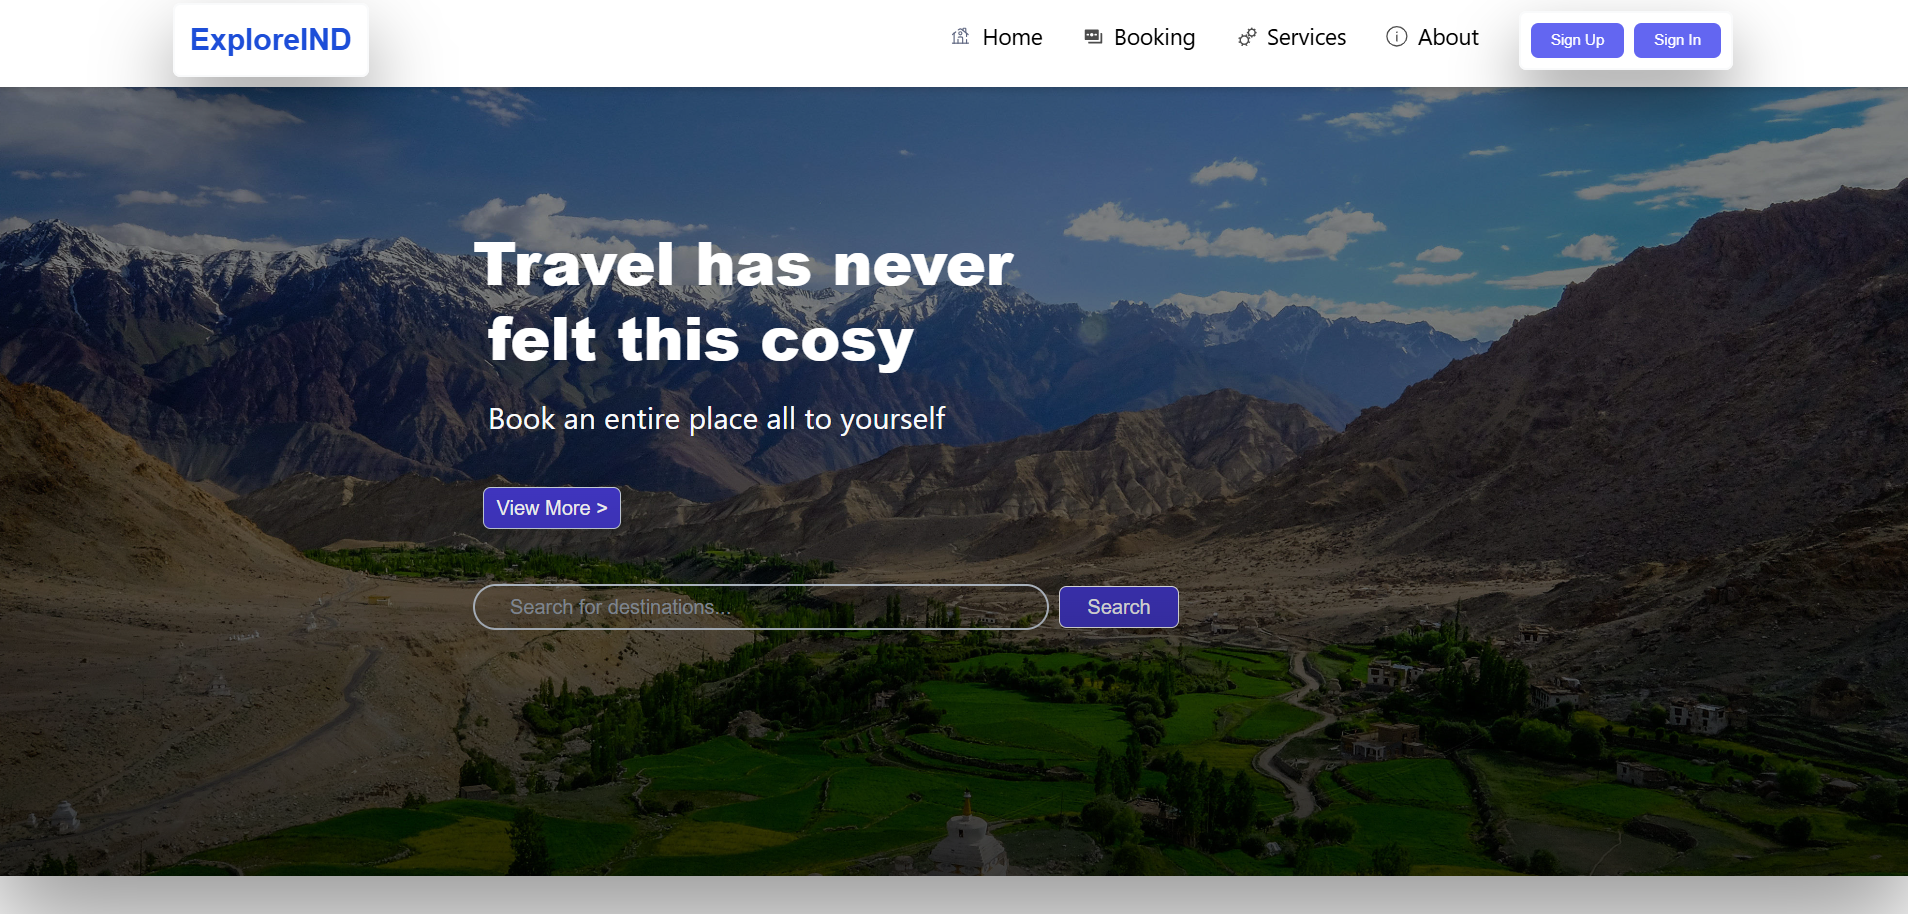 ExploreIND
Home
Booking
Services
About
Sign Up
Sign In
Travel has never
felt this cosy
Book an entire place all to yourself
View More >
Search for destinations...
Search